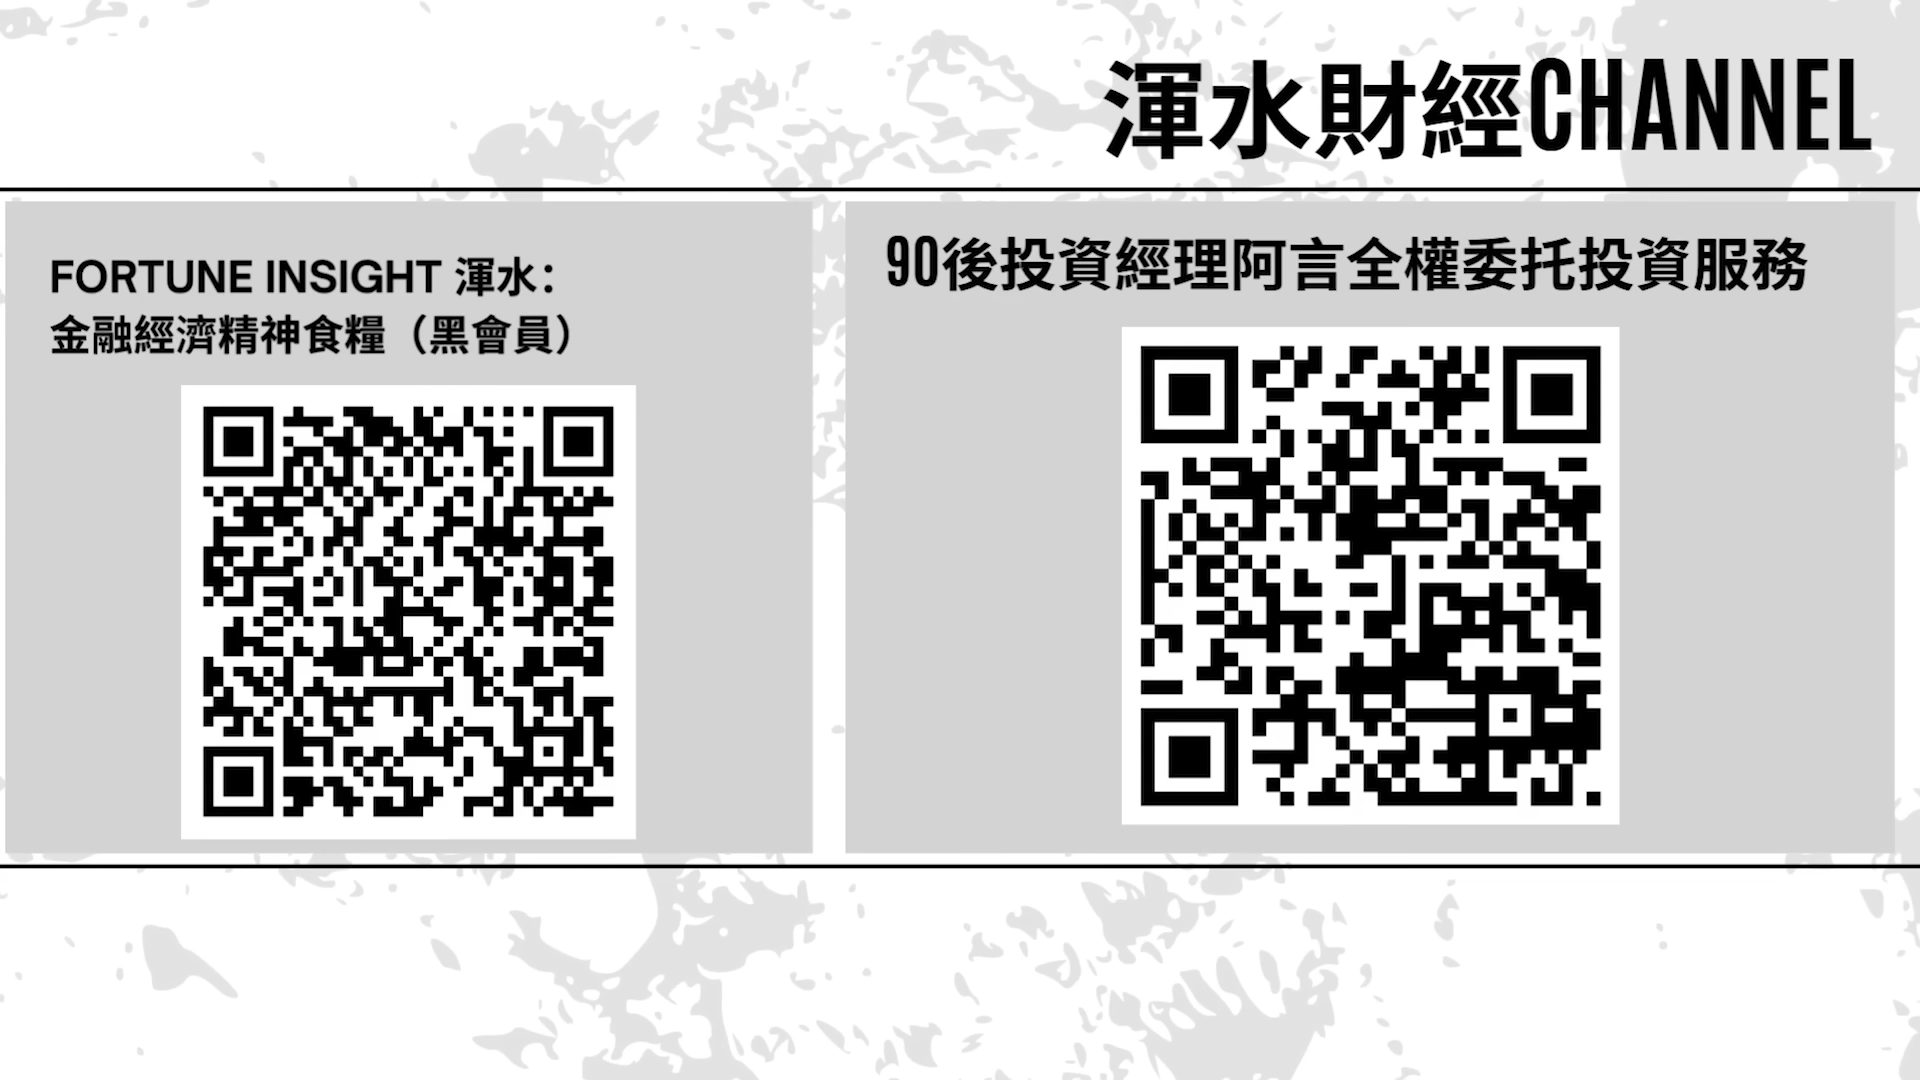 渾水財經CHANNEL
FORTUNE INSIGHT 渾水：
金融經濟精神食糧（黑會員）
90後投資經理阿言全權委托投資服務